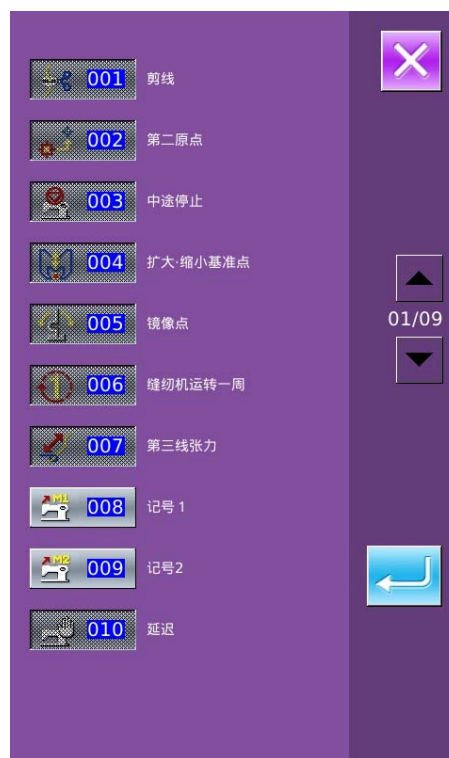 001 剪线
002 第二原点
003 中途停止
004 扩大·缩小基准点
005 镜像点
006 缝纫机运转一周
007 第三线张力
M1 008 记号 1
M2 009 记号2
010 延迟
01/09